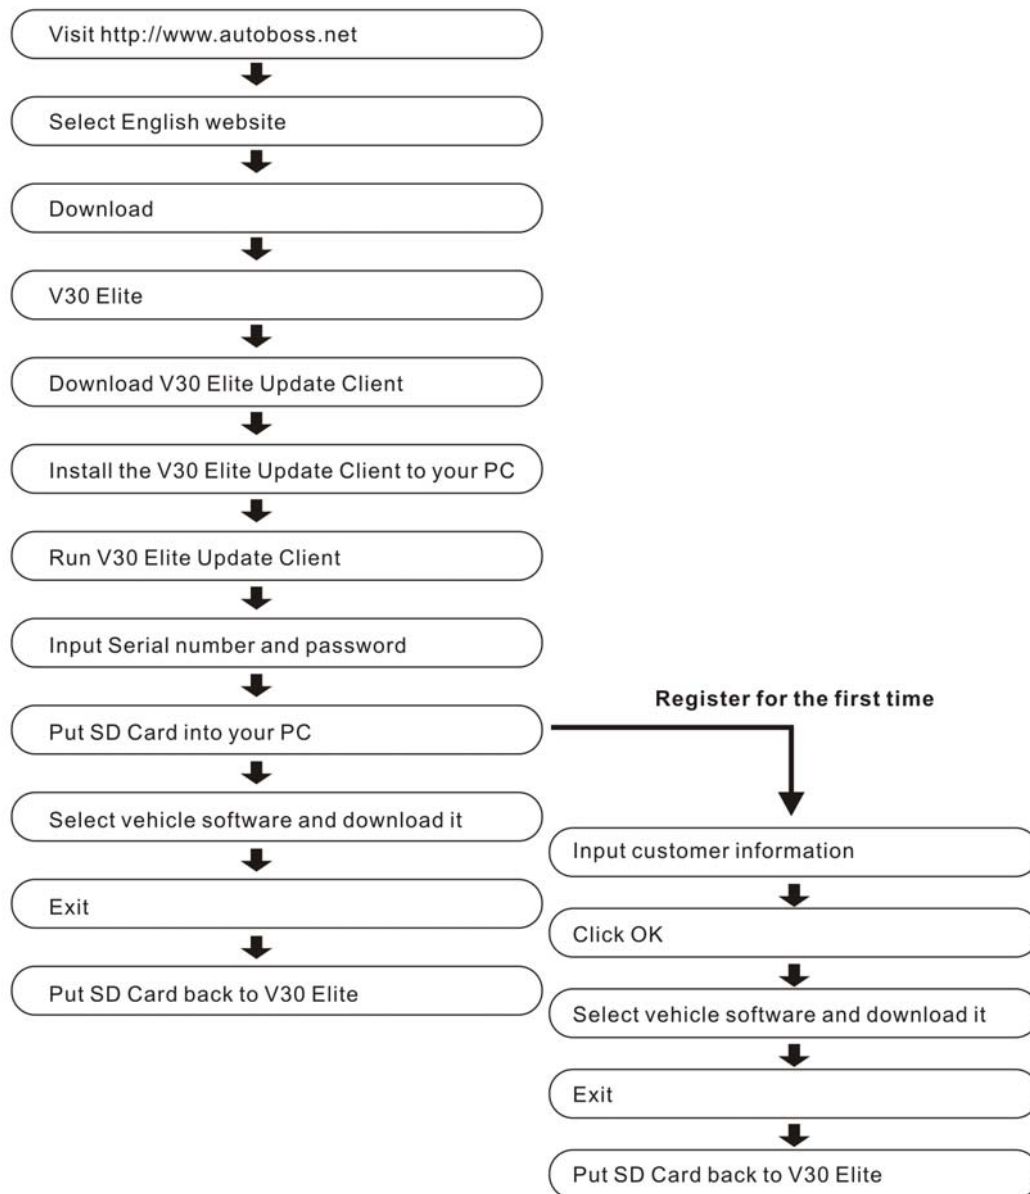 Visit http://www.autoboss.net
Select English website
Download
V30 Elite
Download V30 Elite Update Client
Install the V30 Elite Update Client to your PC
Run V30 Elite Update Client
Input Serial number and password
Put SD Card into your PC
Select vehicle software and download it
Exit
Put SD Card back to V30 Elite
Register for the first time
Input customer information
Click OK
Select vehicle software and download it
Exit
Put SD Card back to V30 Elite